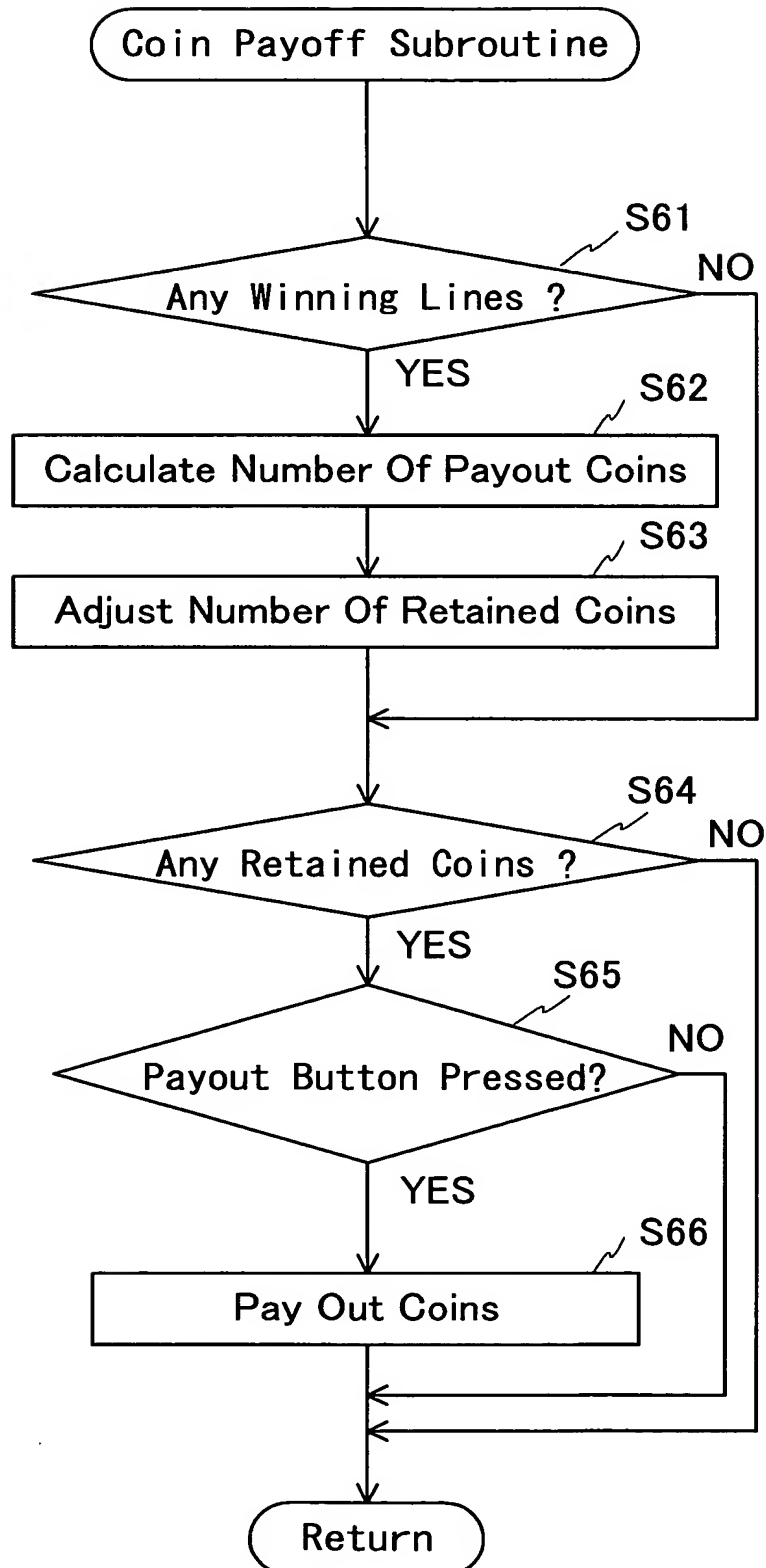 Coin Payoff Subroutine
S61
NO
Any Winning Lines ?
YES
S62
Calculate Number Of Payout Coins
S63
Adjust Number Of Retained Coins
S64
NO
Any Retained Coins ?
YES
S65
NO
Payout Button Pressed?
YES
S66
Pay Out Coins
Return